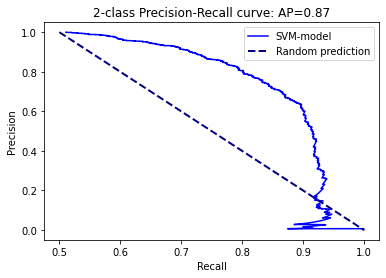 2-class Precision-Recall curve: AP=0.87
SVM-model
Random prediction
Precision
1.0
0.8
0.6
0.4
0.2
0.0
0.5 0.6 0.7 0.8 0.9 1.0
Recall